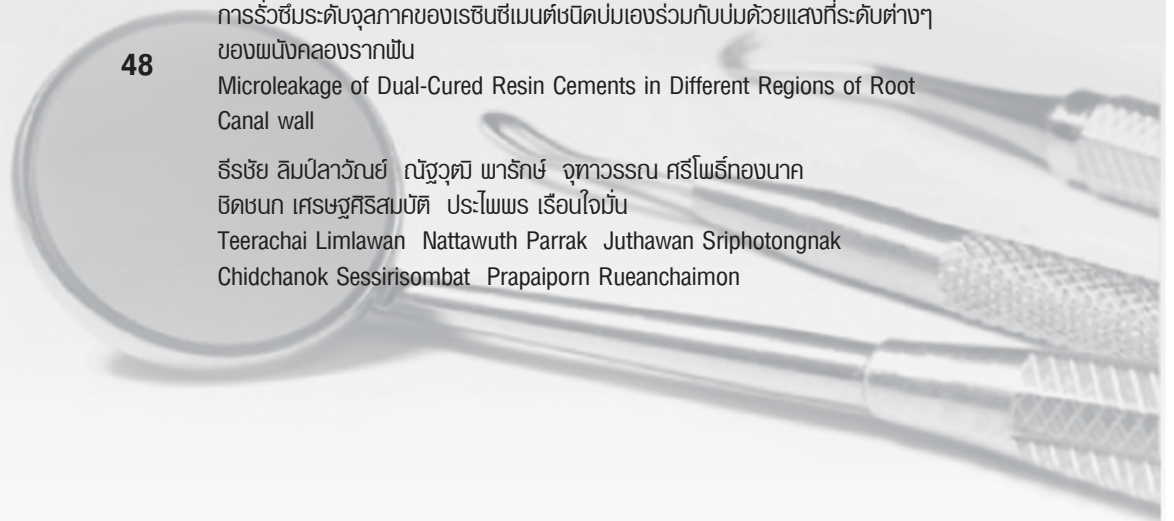 การรั่วซึมระดับจุลภาคของเรซินซีเมนต์ชนิดบ่มเองร่วมกับบ่มด้วยแสงที่ระดับต่างๆ
ของผนังคลองรากฟัน
48
Microleakage of Dual-Cured Resin Cements in Different Regions of Root
Canal wall
ธีรชัย ลิมป์ลาวัณย์ ณัฐวุฒิ พารักษ์ จุฑาวรรณ ศรีโพธิ์ทองนาค
ชิดชนก เศรษฐศิริสมบัติ ประไพพร เรือนใจมั่น
Teerachai Limlawan Nattawuth Parrak Juthawan Sriphotongnak
Chidchanok Sessirisombat Prapaiporn Rueanchaimon